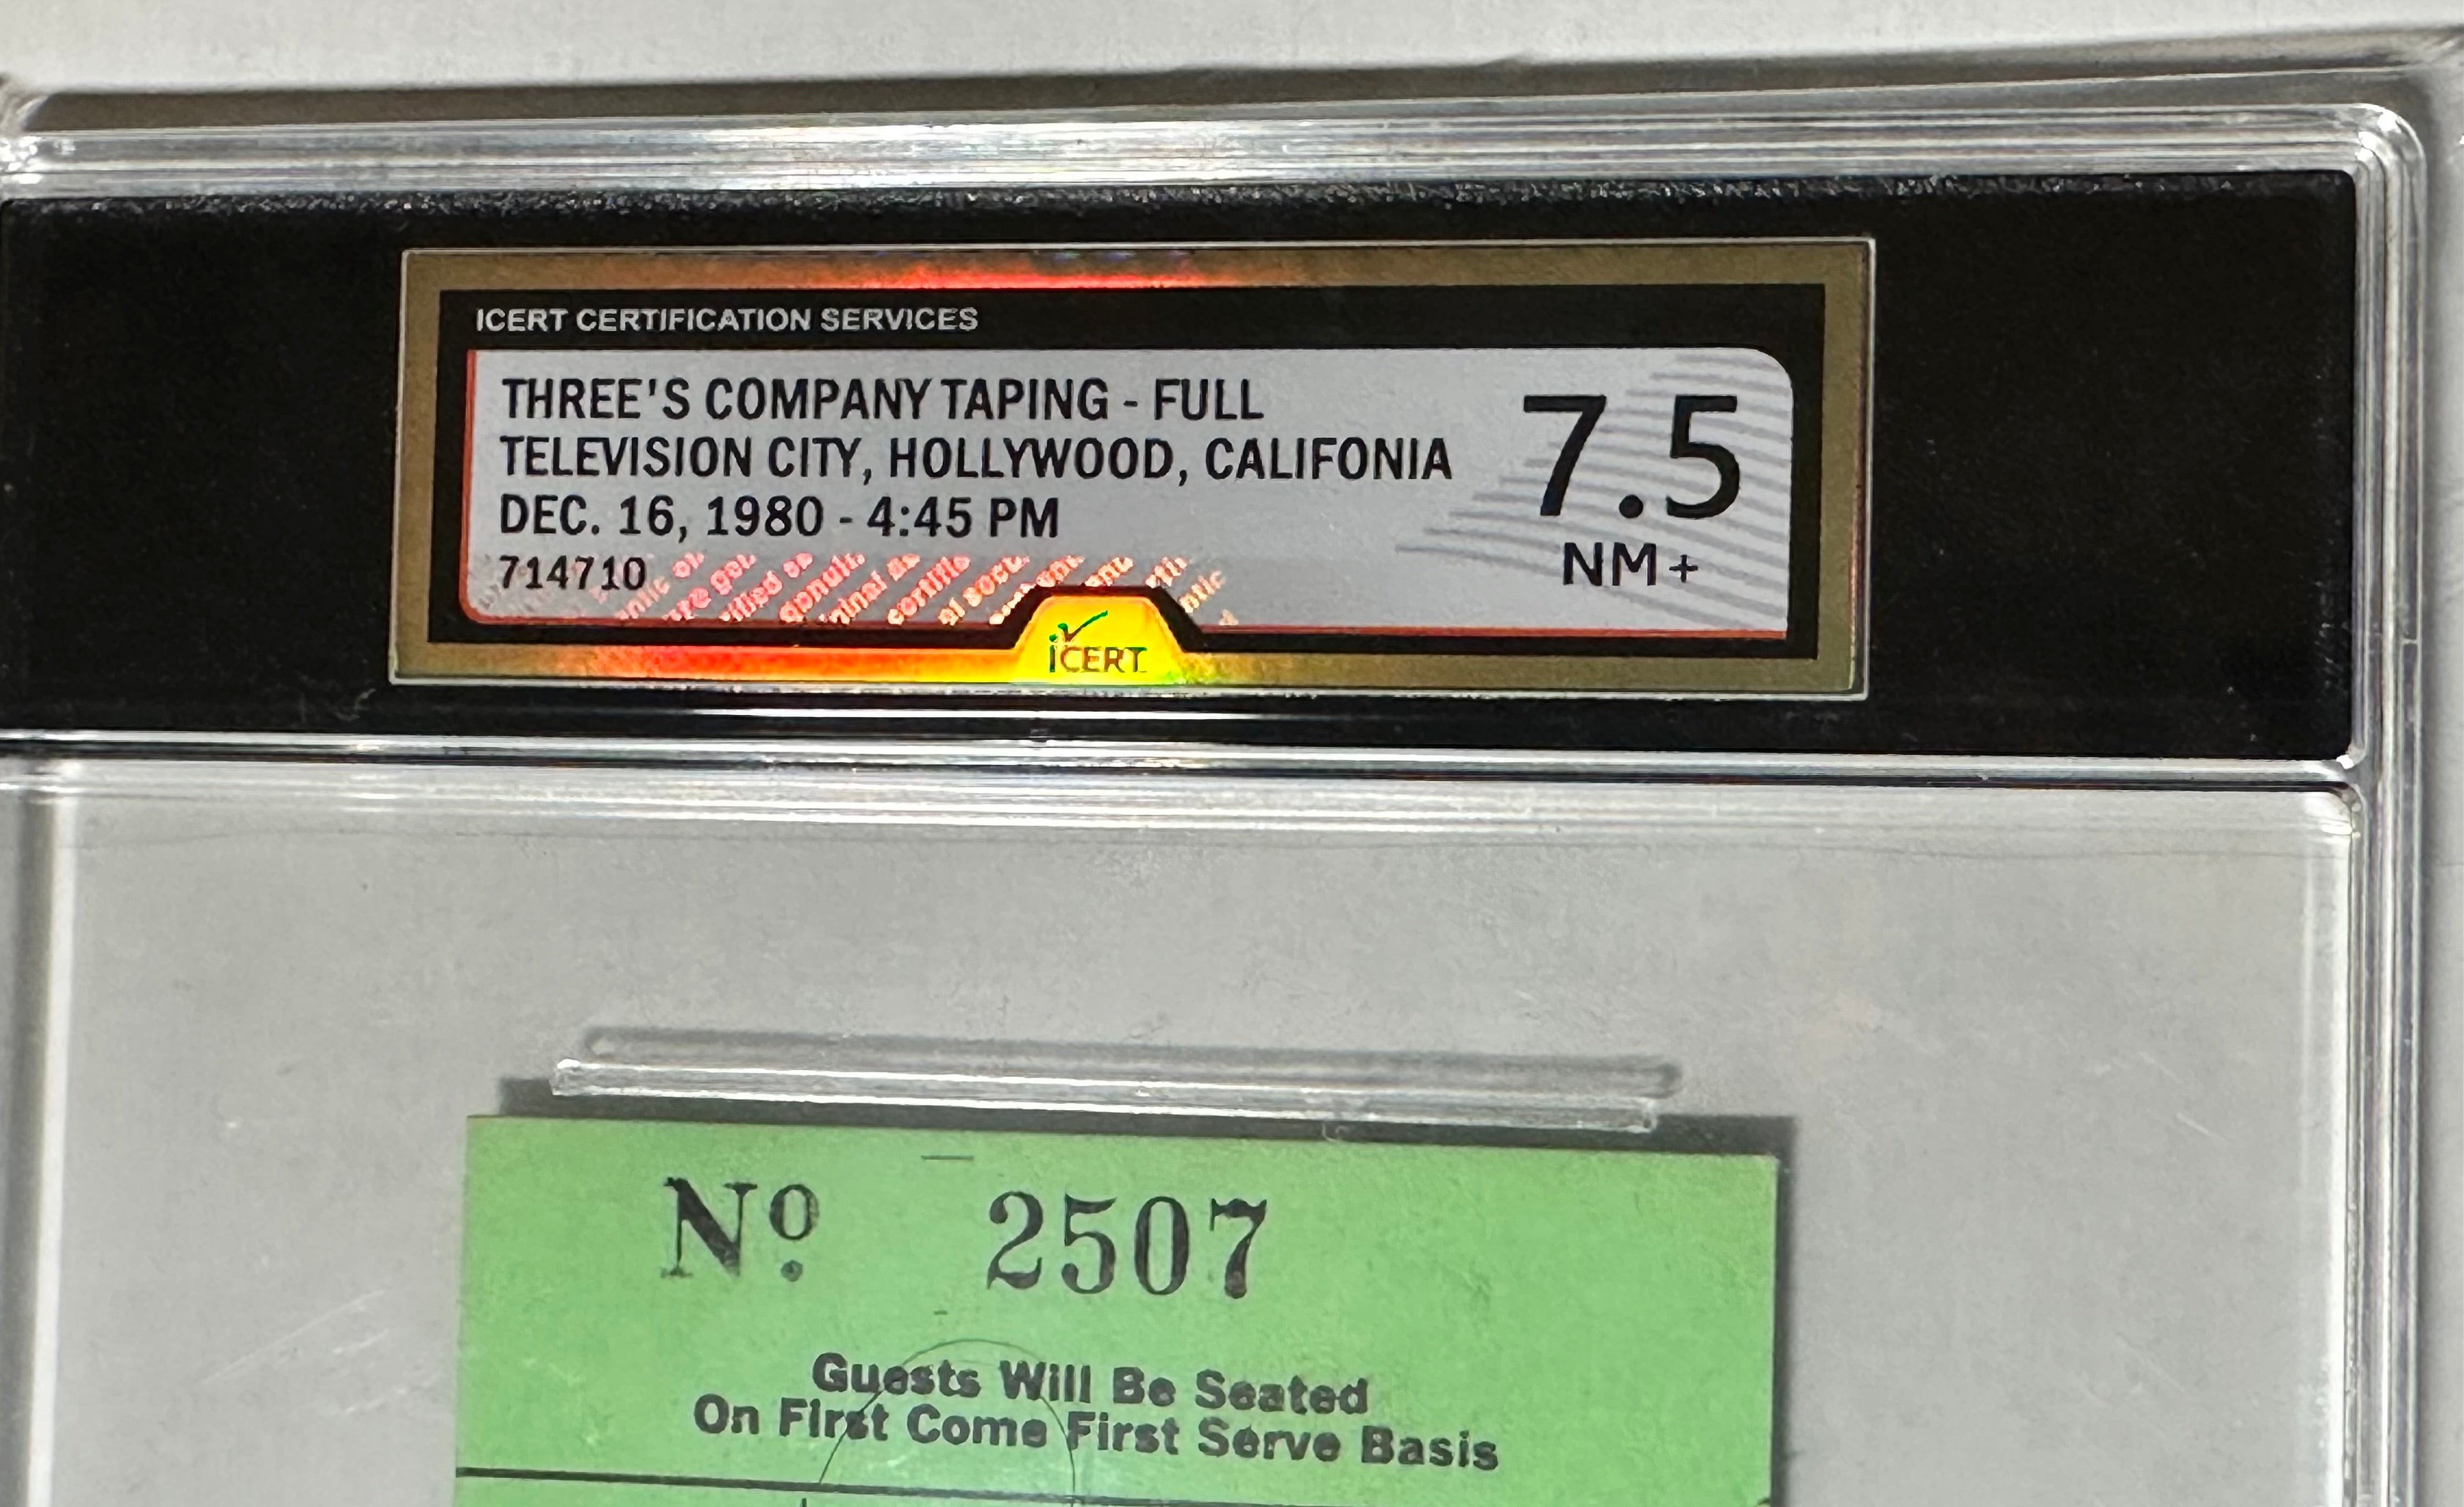 ICERT CERTIFICATION SERVICES
THREE'S COMPANY TAPING - FULL
TELEVISION CITY, HOLLYWOOD, CALIFONIA
DEC. 16, 1980 - 4:45 PM
714710
7.5
NM+
iCERT
Nº 2507
Guests Will Be Seated
On First Come First Serve Basis